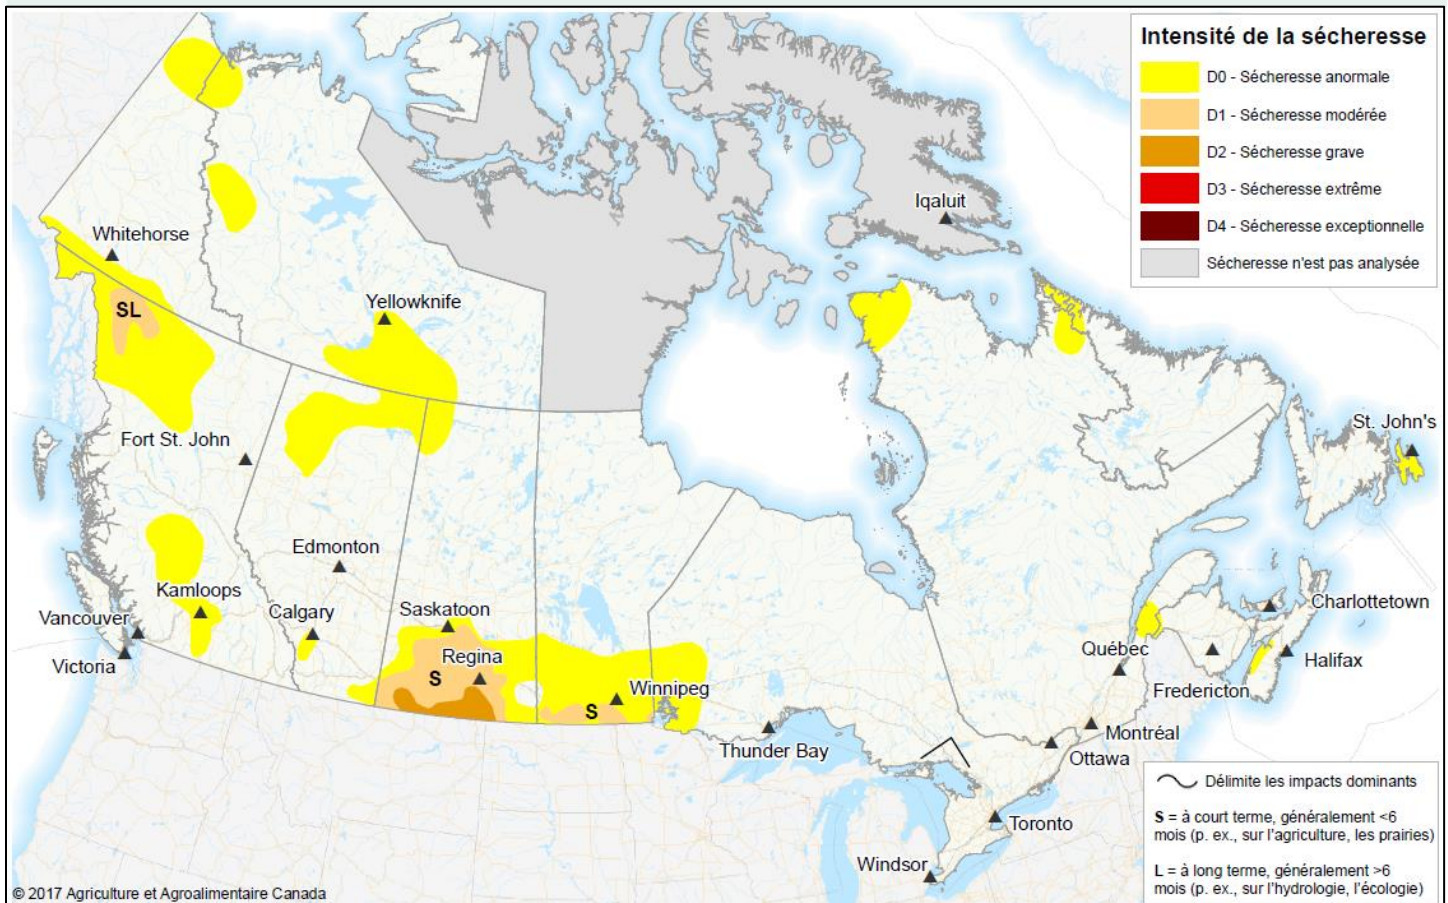 Intensité de la sécheresse
D0 - Sécheresse anormale
D1 - Sécheresse modérée
D2 - Sécheresse grave
D3 - Sécheresse extrême
D4 - Sécheresse exceptionnelle
Sécheresse n'est pas analysée
Iqaluit
Whitehorse
SL
Yellowknife
Fort St. John
St. John's
Edmonton
Kamloops
Calgary
Saskatoon
Vancouver
Charlottetown
Victoria
Regina
S
Québec
Halifax
Winnipeg
S
Fredericton
Thunder Bay
Montréal
Ottawa
Toronto
Windsor
Délimite les impacts dominants
S = à court terme, généralement <6
mois (p. ex., sur l'agriculture, les prairies)
L = à long terme, généralement >6
mois (p. ex., sur l'hydrologie, l'écologie)
© 2017 Agriculture et Agroalimentaire Canada